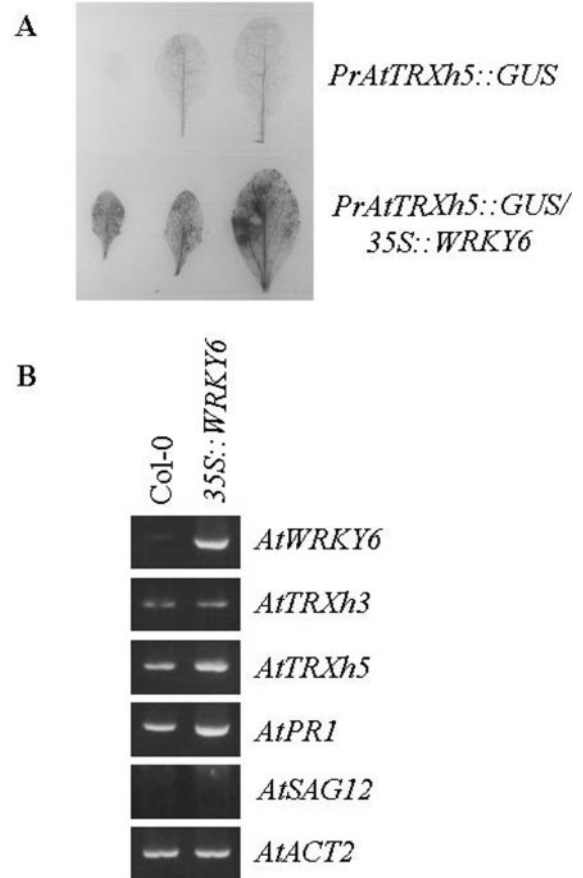 A
PrAtTRXh5::GUS
PrAtTRXh5::GUS/
35S::WRKY6
B
Col-0
35S::WRKY6
AtWRKY6
AtTRXh3
AtTRXh5
AtPR1
AtSAG12
AtACT2